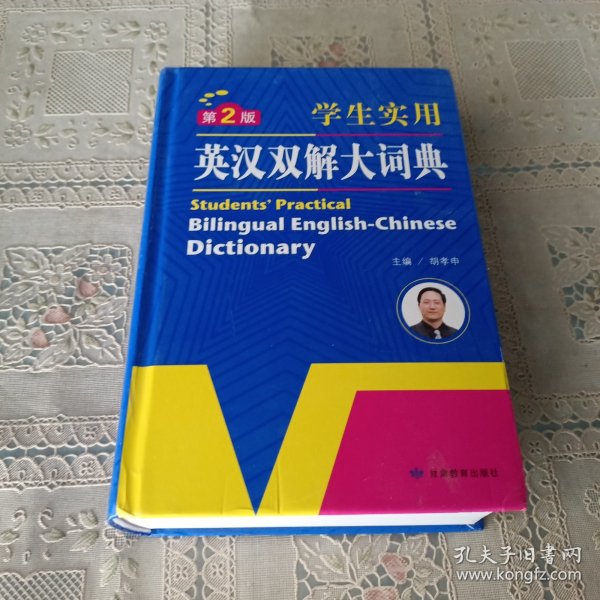 第2版
学生实用
英汉双解大词典
Students' Practical
Bilingual English-Chinese
Dictionary
主编 / 胡孝申
甘肃教育出版社
孔夫子旧书网
www.kongfz.com